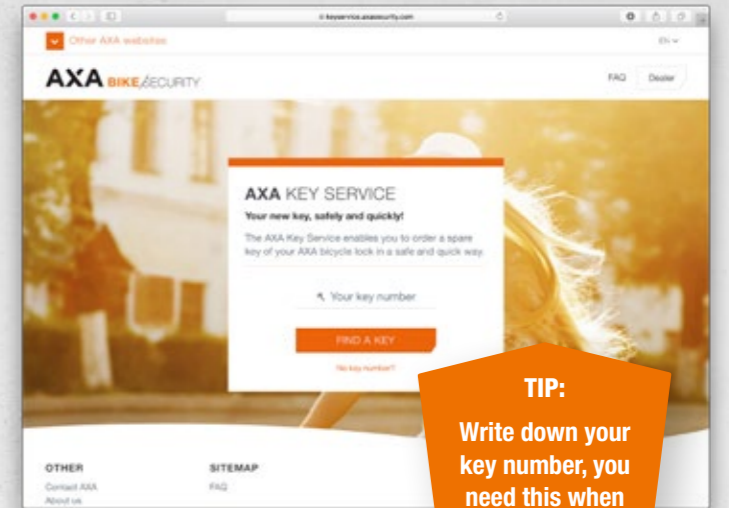 keyservice.axasecurity.com
Other AXA websites
EN
AXA BIKE SECURITY
FAQ
Dealer
AXA KEY SERVICE
Your new key, safely and quickly!
The AXA Key Service enables you to order a spare
key of your AXA bicycle lock in a safe and quick way.
Your key number
FIND A KEY
No key number?
TIP:
Write down your
key number, you
need this when
OTHER
SITEMAP
Contact AXA
FAQ
About us